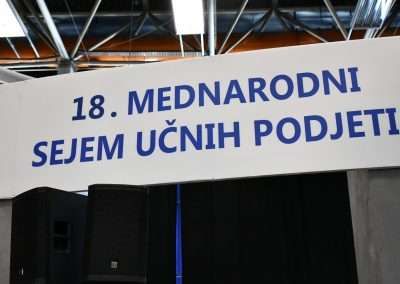 18. MEDNARODNI
SEJEM UČNIH PODJETI